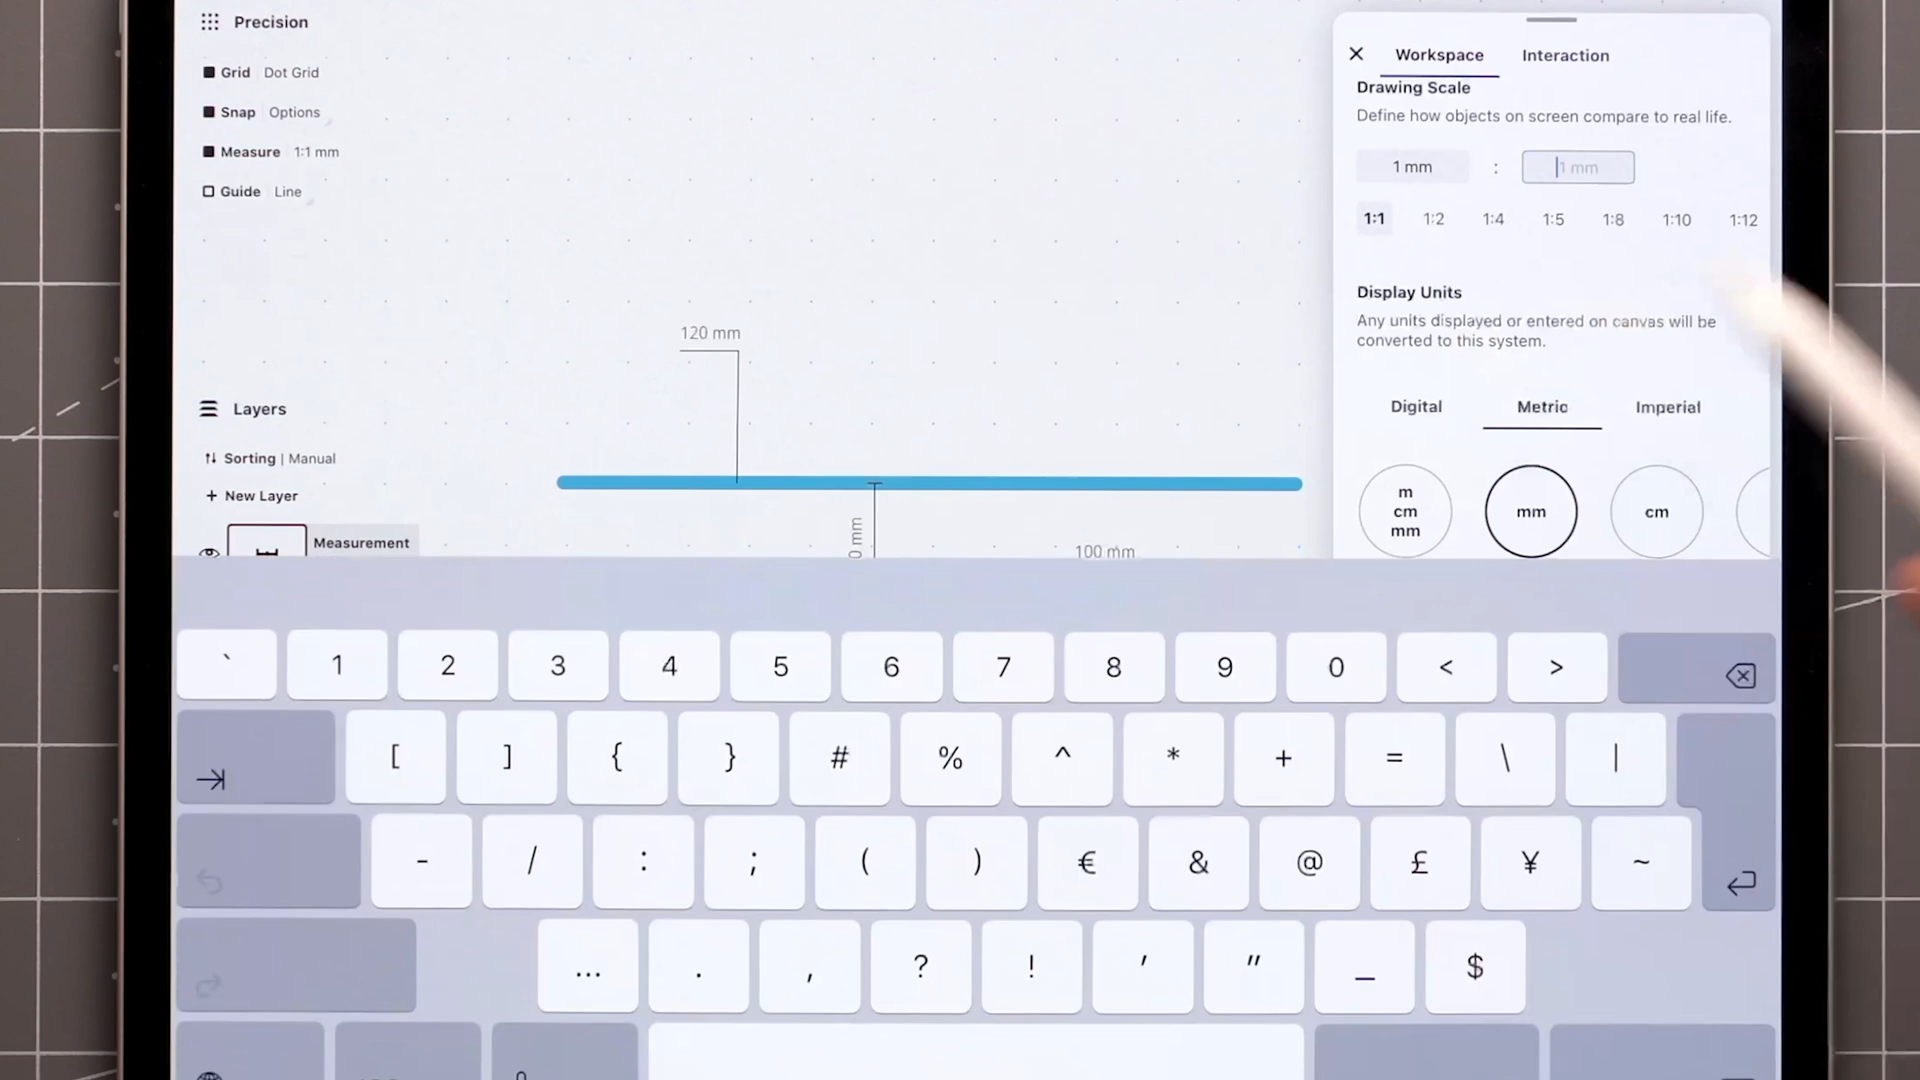 Precision
Grid Dot Grid
Snap Options
Measure 1:1 mm
Guide Line
Layers
Sorting | Manual
+ New Layer
Measurement
120 mm
0 mm
100 mm
Workspace Interaction
Drawing Scale
Define how objects on screen compare to real life.
1 mm : 1 mm
1:1 1:2 1:4 1:5 1:8 1:10 1:12
Display Units
Any units displayed or entered on canvas will be
converted to this system.
Digital Metric Imperial
m
cm
mm
mm
cm
` 1 2 3 4 5 6 7 8 9 0 < >
[ ] { } # % ^ * + = \ |
- / : ; ( ) € & @ £ ¥ ~
... . , ? ! ' " _ $